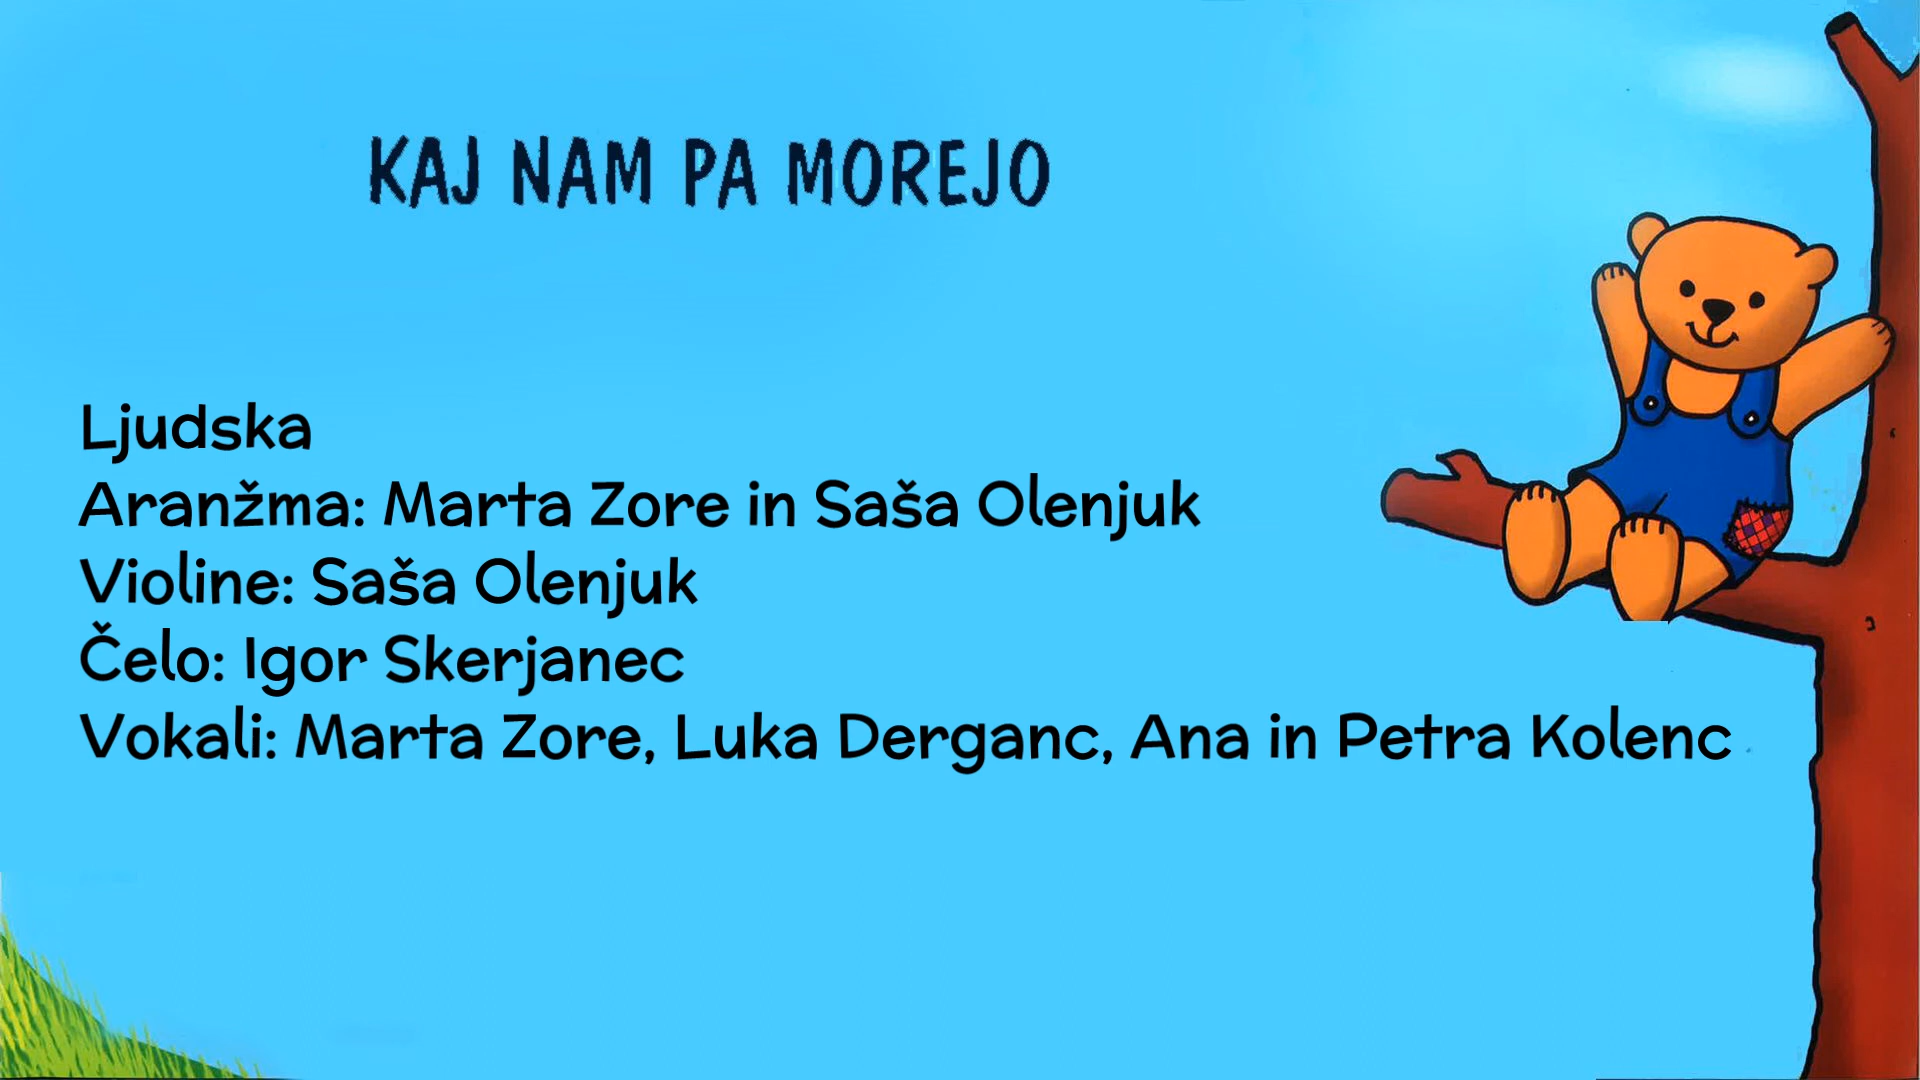 KAJ NAM PA MOREJO
Ljudska
Aranžma: Marta Zore in Saša Olenjuk
Violine: Saša Olenjuk
Čelo: Igor Skerjanec
Vokali: Marta Zore, Luka Derganc, Ana in Petra Kolenc